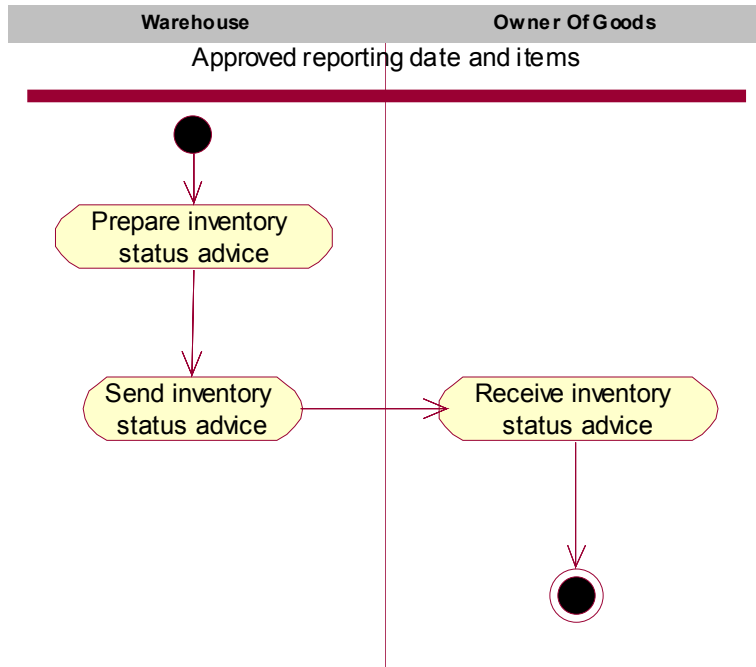 Warehouse
Owner Of Goods
Approved reporting date and items
Prepare inventory
status advice
Send inventory
status advice
Receive inventory
status advice